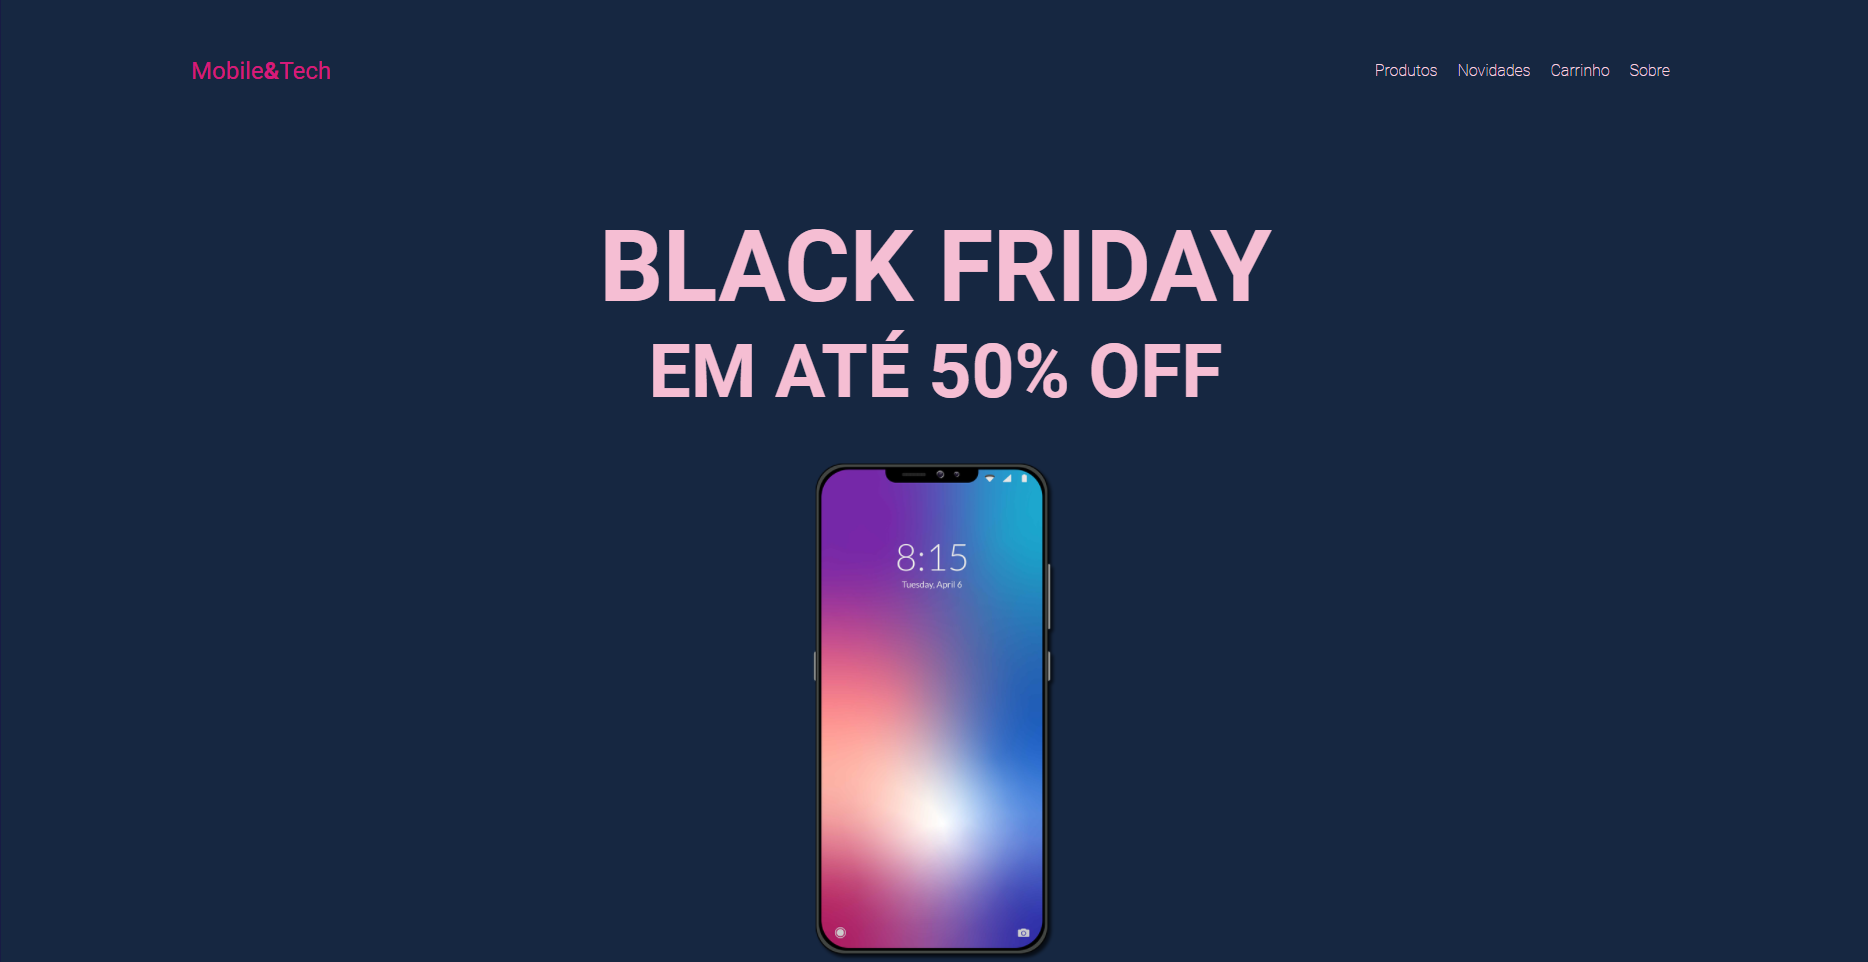 Mobile&Tech
Produtos Novidades Carrinho Sobre
BLACK FRIDAY
EM ATÉ 50% OFF
8:15
Tuesday, April 6